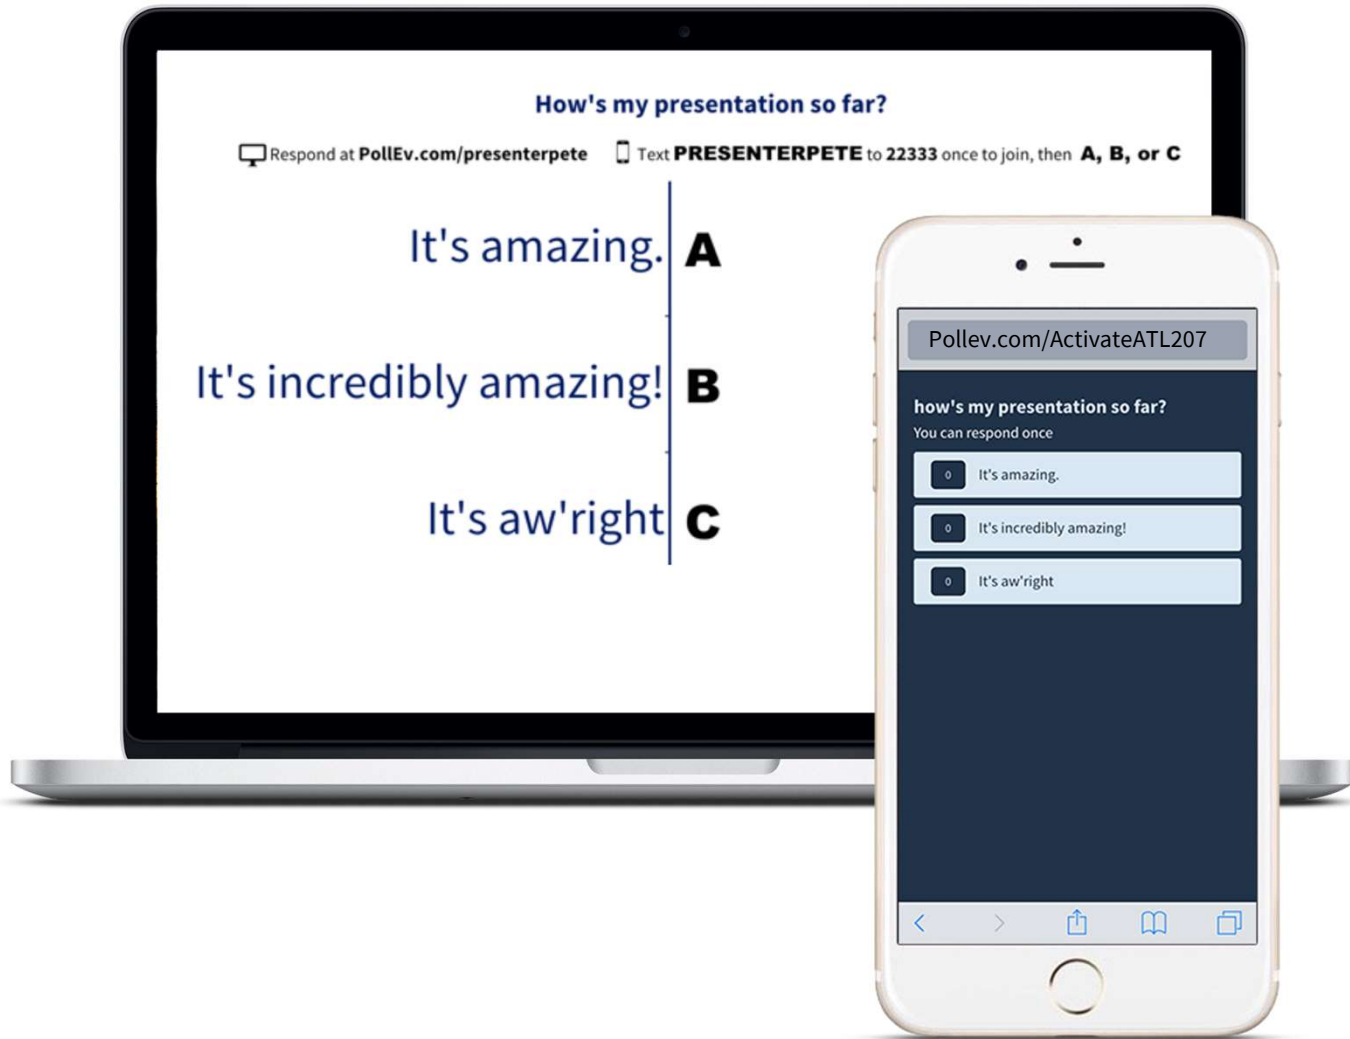 How's my presentation so far?
Respond at PollEv.com/presenterpete Text PRESENTERPETE to 22333 once to join, then A, B, or C
It's amazing. A
It's incredibly amazing! B
It's aw'right C
Pollev.com/ActivateATL207
how's my presentation so far?
You can respond once
0 It's amazing.
0 It's incredibly amazing!
0 It's aw'right